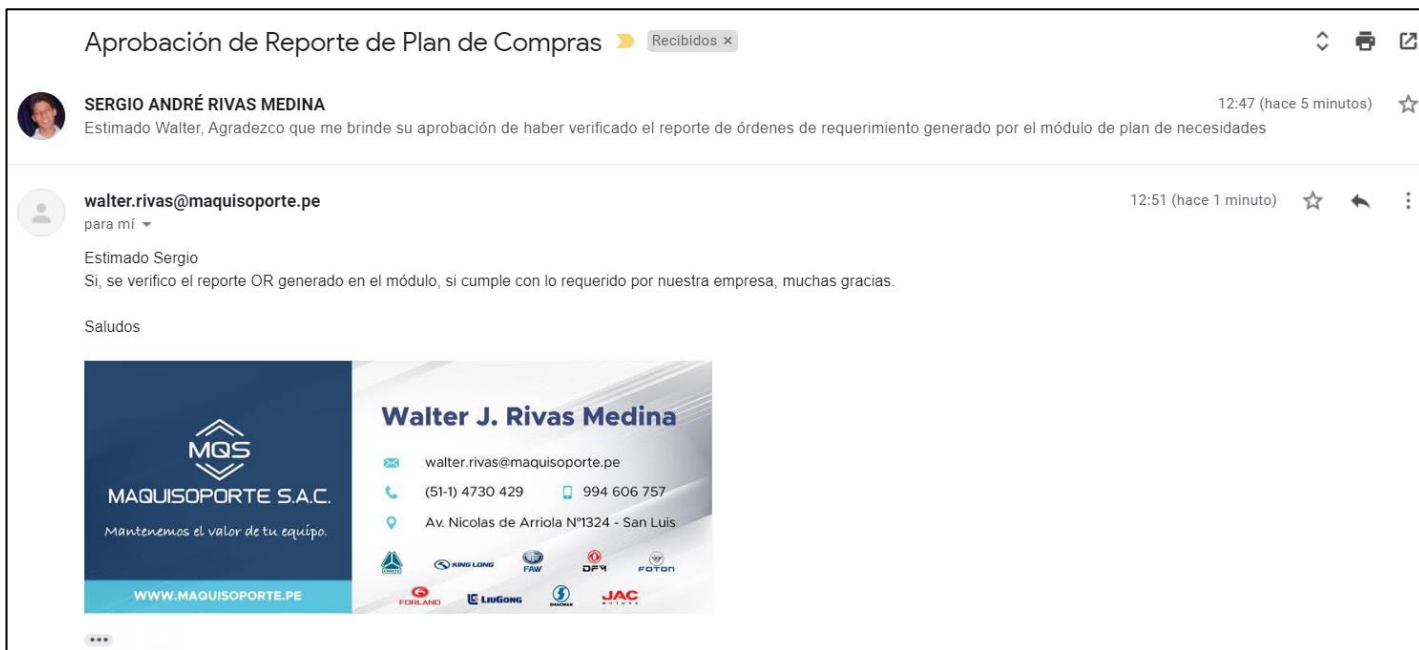 Aprobación de Reporte de Plan de Compras Recibidos ×
SERGIO ANDRÉ RIVAS MEDINA 12:47 (hace 5 minutos)
Estimado Walter, Agradezco que me brinde su aprobación de haber verificado el reporte de órdenes de requerimiento generado por el módulo de plan de necesidades
walter.rivas@maquisoporte.pe 12:51 (hace 1 minuto)
para mí
Estimado Sergio
Si, se verifico el reporte OR generado en el módulo, si cumple con lo requerido por nuestra empresa, muchas gracias.
Saludos
MQS
MAQUISOPORTE S.A.C.
Mantenemos el valor de tu equipo.
WWW.MAQUISOPORTE.PE
Walter J. Rivas Medina
walter.rivas@maquisoporte.pe
(51-1) 4730 429 994 606 757
Av. Nicolas de Arriola N°1324 - San Luis
KING LONG FAW DFM FOTON
FORLAND LIUGONG SHACMAN JAC
MOTORS